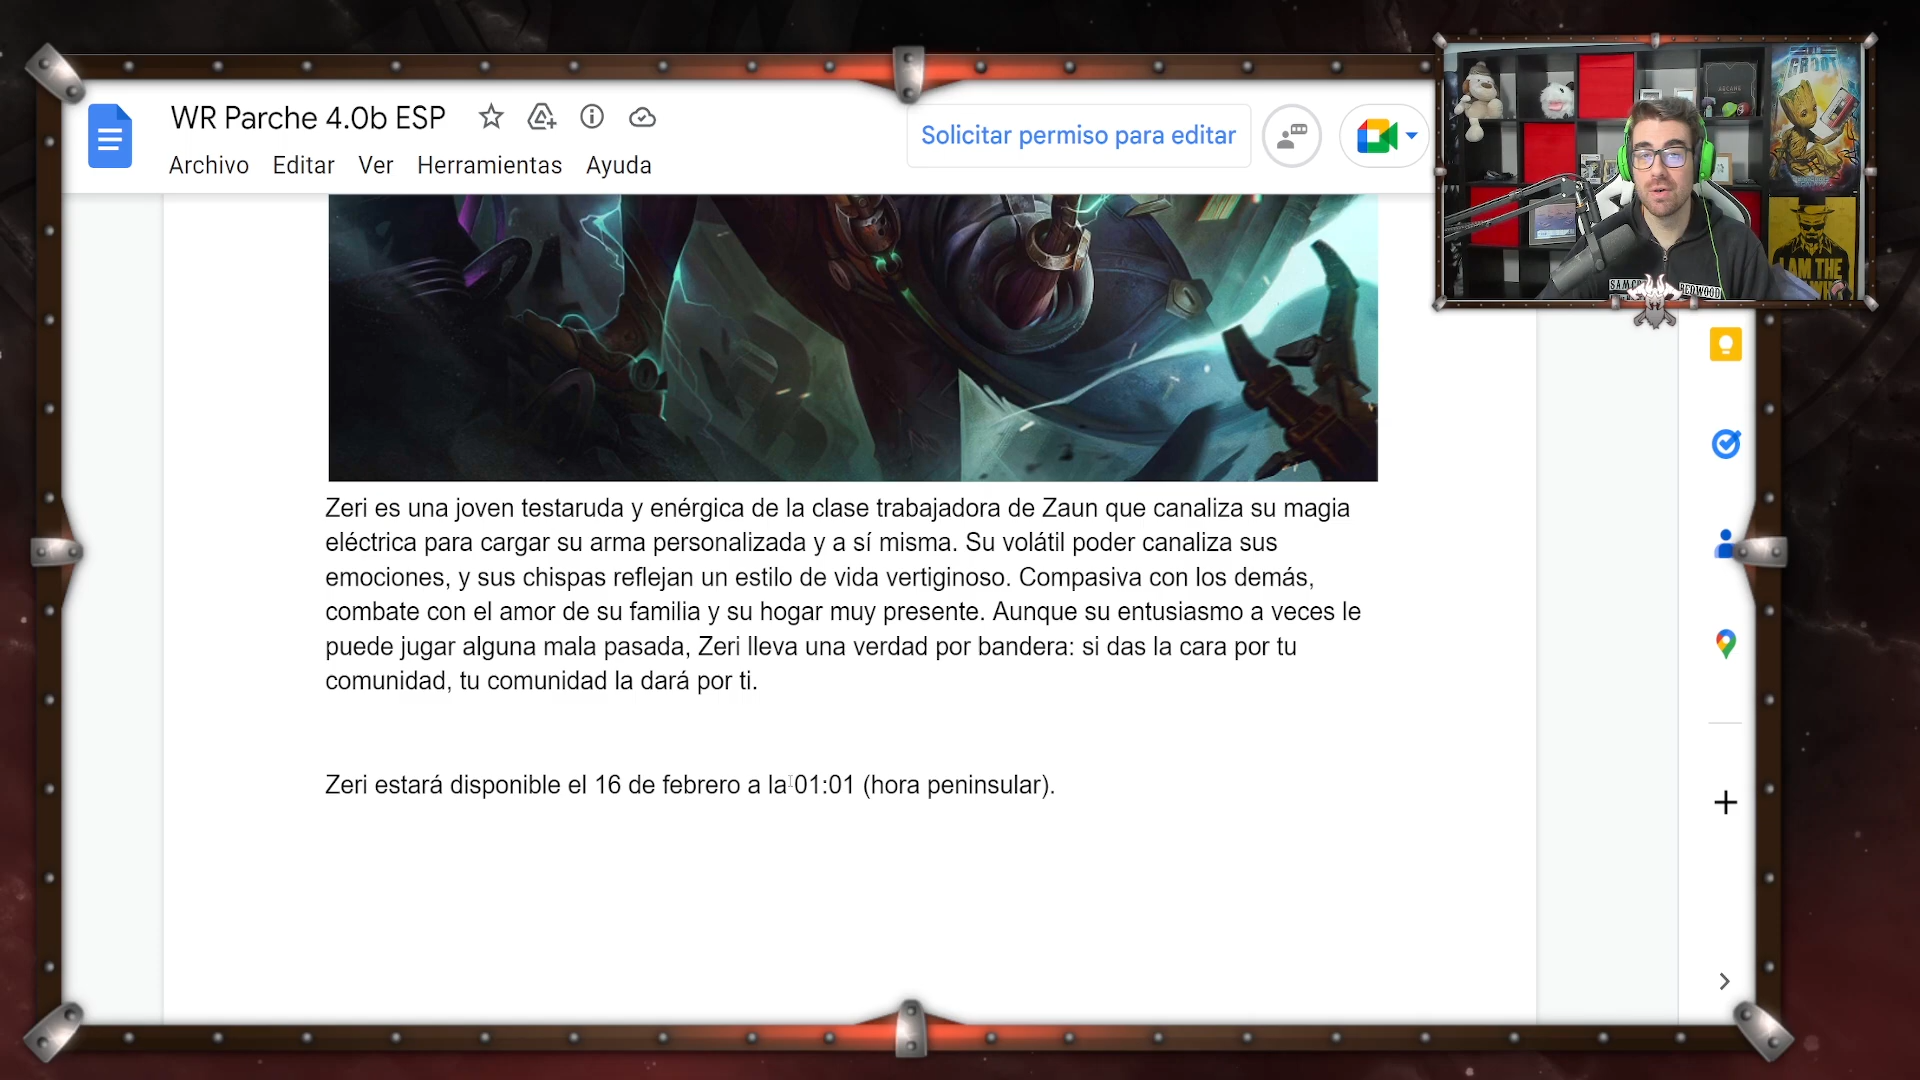 WR Parche 4.0b ESP
Archivo Editar Ver Herramientas Ayuda
Solicitar permiso para editar
GROOT
I AM THE
REDWOOD
Zeri es una joven testaruda y enérgica de la clase trabajadora de Zaun que canaliza su magia
eléctrica para cargar su arma personalizada y a sí misma. Su volátil poder canaliza sus
emociones, y sus chispas reflejan un estilo de vida vertiginoso. Compasiva con los demás,
combate con el amor de su familia y su hogar muy presente. Aunque su entusiasmo a veces le
puede jugar alguna mala pasada, Zeri lleva una verdad por bandera: si das la cara por tu
comunidad, tu comunidad la dará por ti.
Zeri estará disponible el 16 de febrero a la 01:01 (hora peninsular).